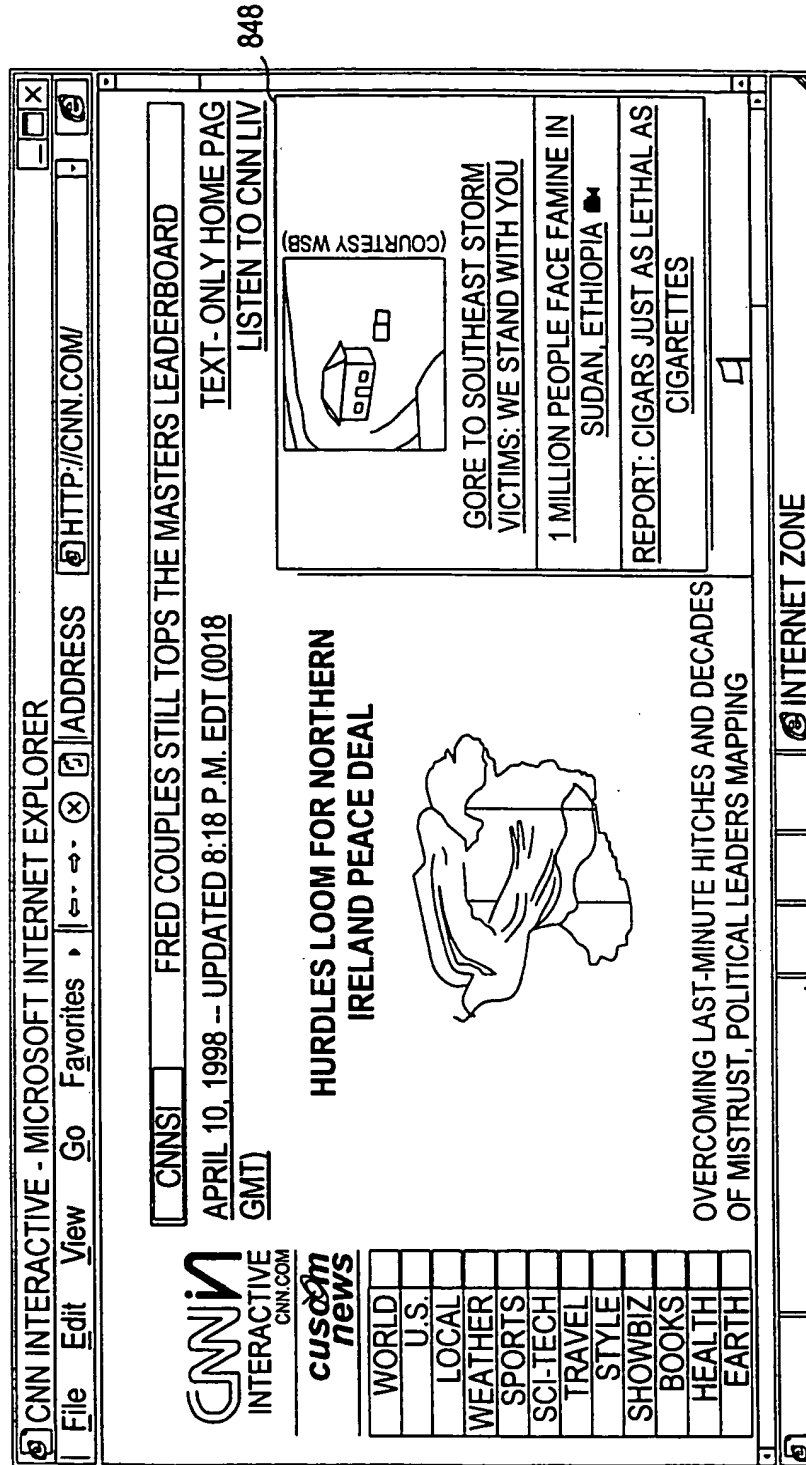 CNN INTERACTIVE - MICROSOFT INTERNET EXPLORER
File Edit View Go Favorites
ADDRESS HTTP://CNN.COM/
CNNSI FRED COUPLES STILL TOPS THE MASTERS LEADERBOARD
CNN
INTERACTIVE
CNN.COM
custom
news
WORLD
U.S.
LOCAL
WEATHER
SPORTS
SCI-TECH
TRAVEL
STYLE
SHOWBIZ
BOOKS
HEALTH
EARTH
APRIL 10, 1998 -- UPDATED 8:18 P.M. EDT (0018
GMT)
HURDLES LOOM FOR NORTHERN
IRELAND PEACE DEAL
OVERCOMING LAST-MINUTE HITCHES AND DECADES
OF MISTRUST, POLITICAL LEADERS MAPPING
TEXT- ONLY HOME PAG
LISTEN TO CNN LIV
(COURTESY WSB)
GORE TO SOUTHEAST STORM
VICTIMS: WE STAND WITH YOU
1 MILLION PEOPLE FACE FAMINE IN
SUDAN, ETHIOPIA
REPORT: CIGARS JUST AS LETHAL AS
CIGARETTES
848
INTERNET ZONE